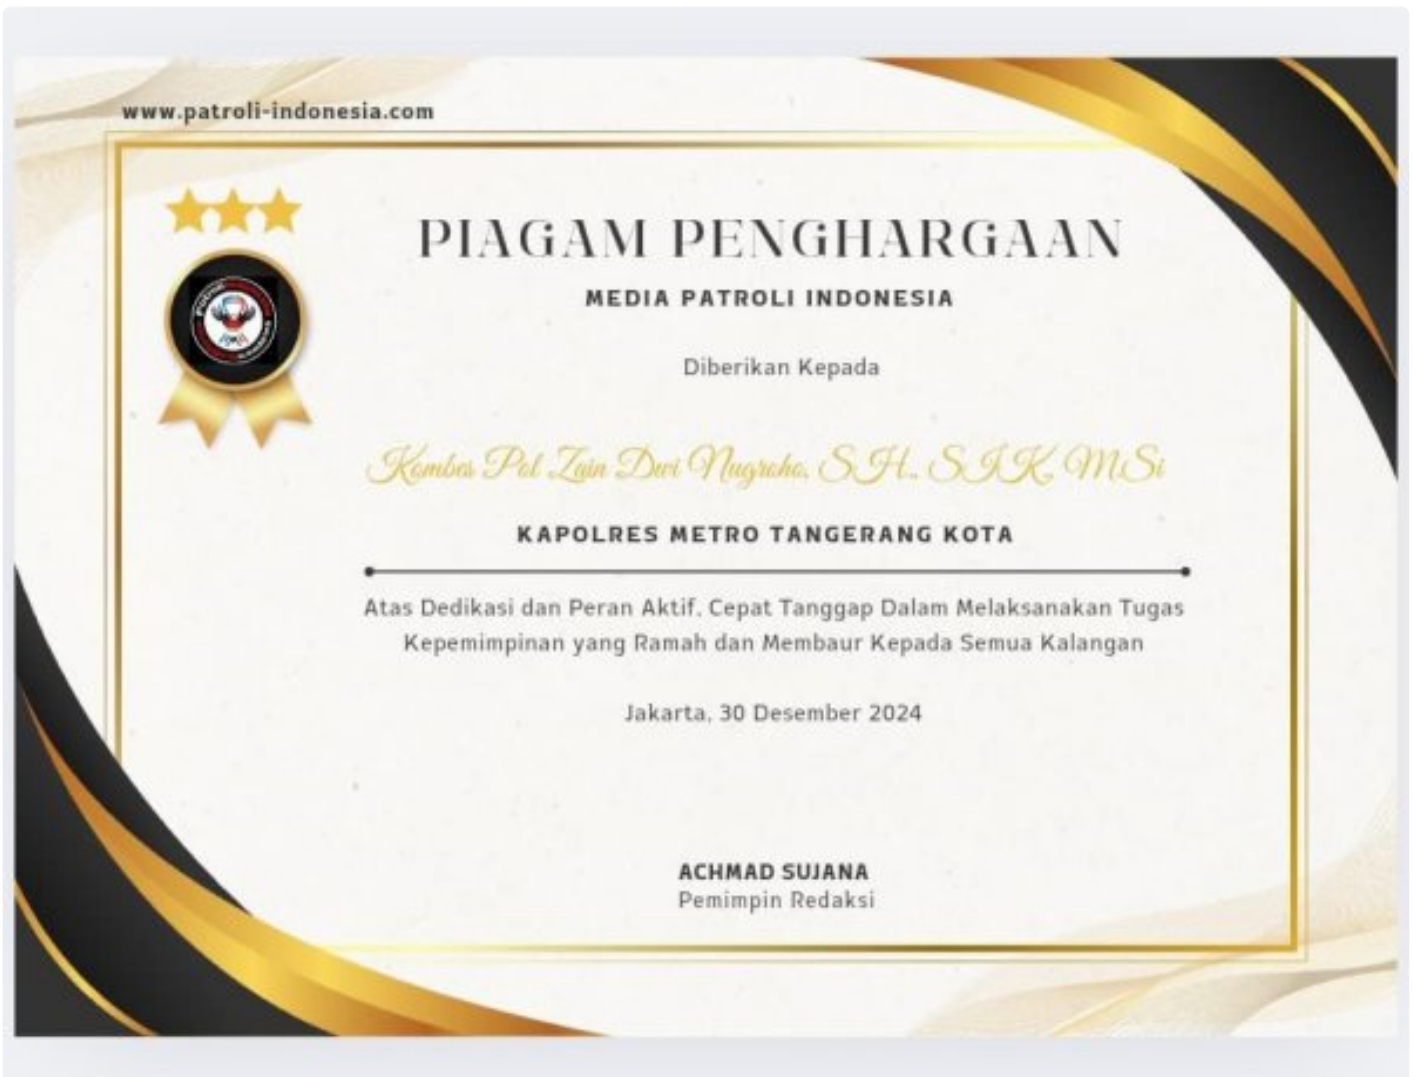 www.patroli-indonesia.com
PIAGAM PENGHARGAAN
MEDIA PATROLI INDONESIA
Diberikan Kepada
Kombes Pol Zain Dwi Nugroho, S.H., S.I.K, M.Si
KAPOLRES METRO TANGERANG KOTA
Atas Dedikasi dan Peran Aktif, Cepat Tanggap Dalam Melaksanakan Tugas
Kepemimpinan yang Ramah dan Membaur Kepada Semua Kalangan
Jakarta, 30 Desember 2024
ACHMAD SUJANA
Pemimpin Redaksi